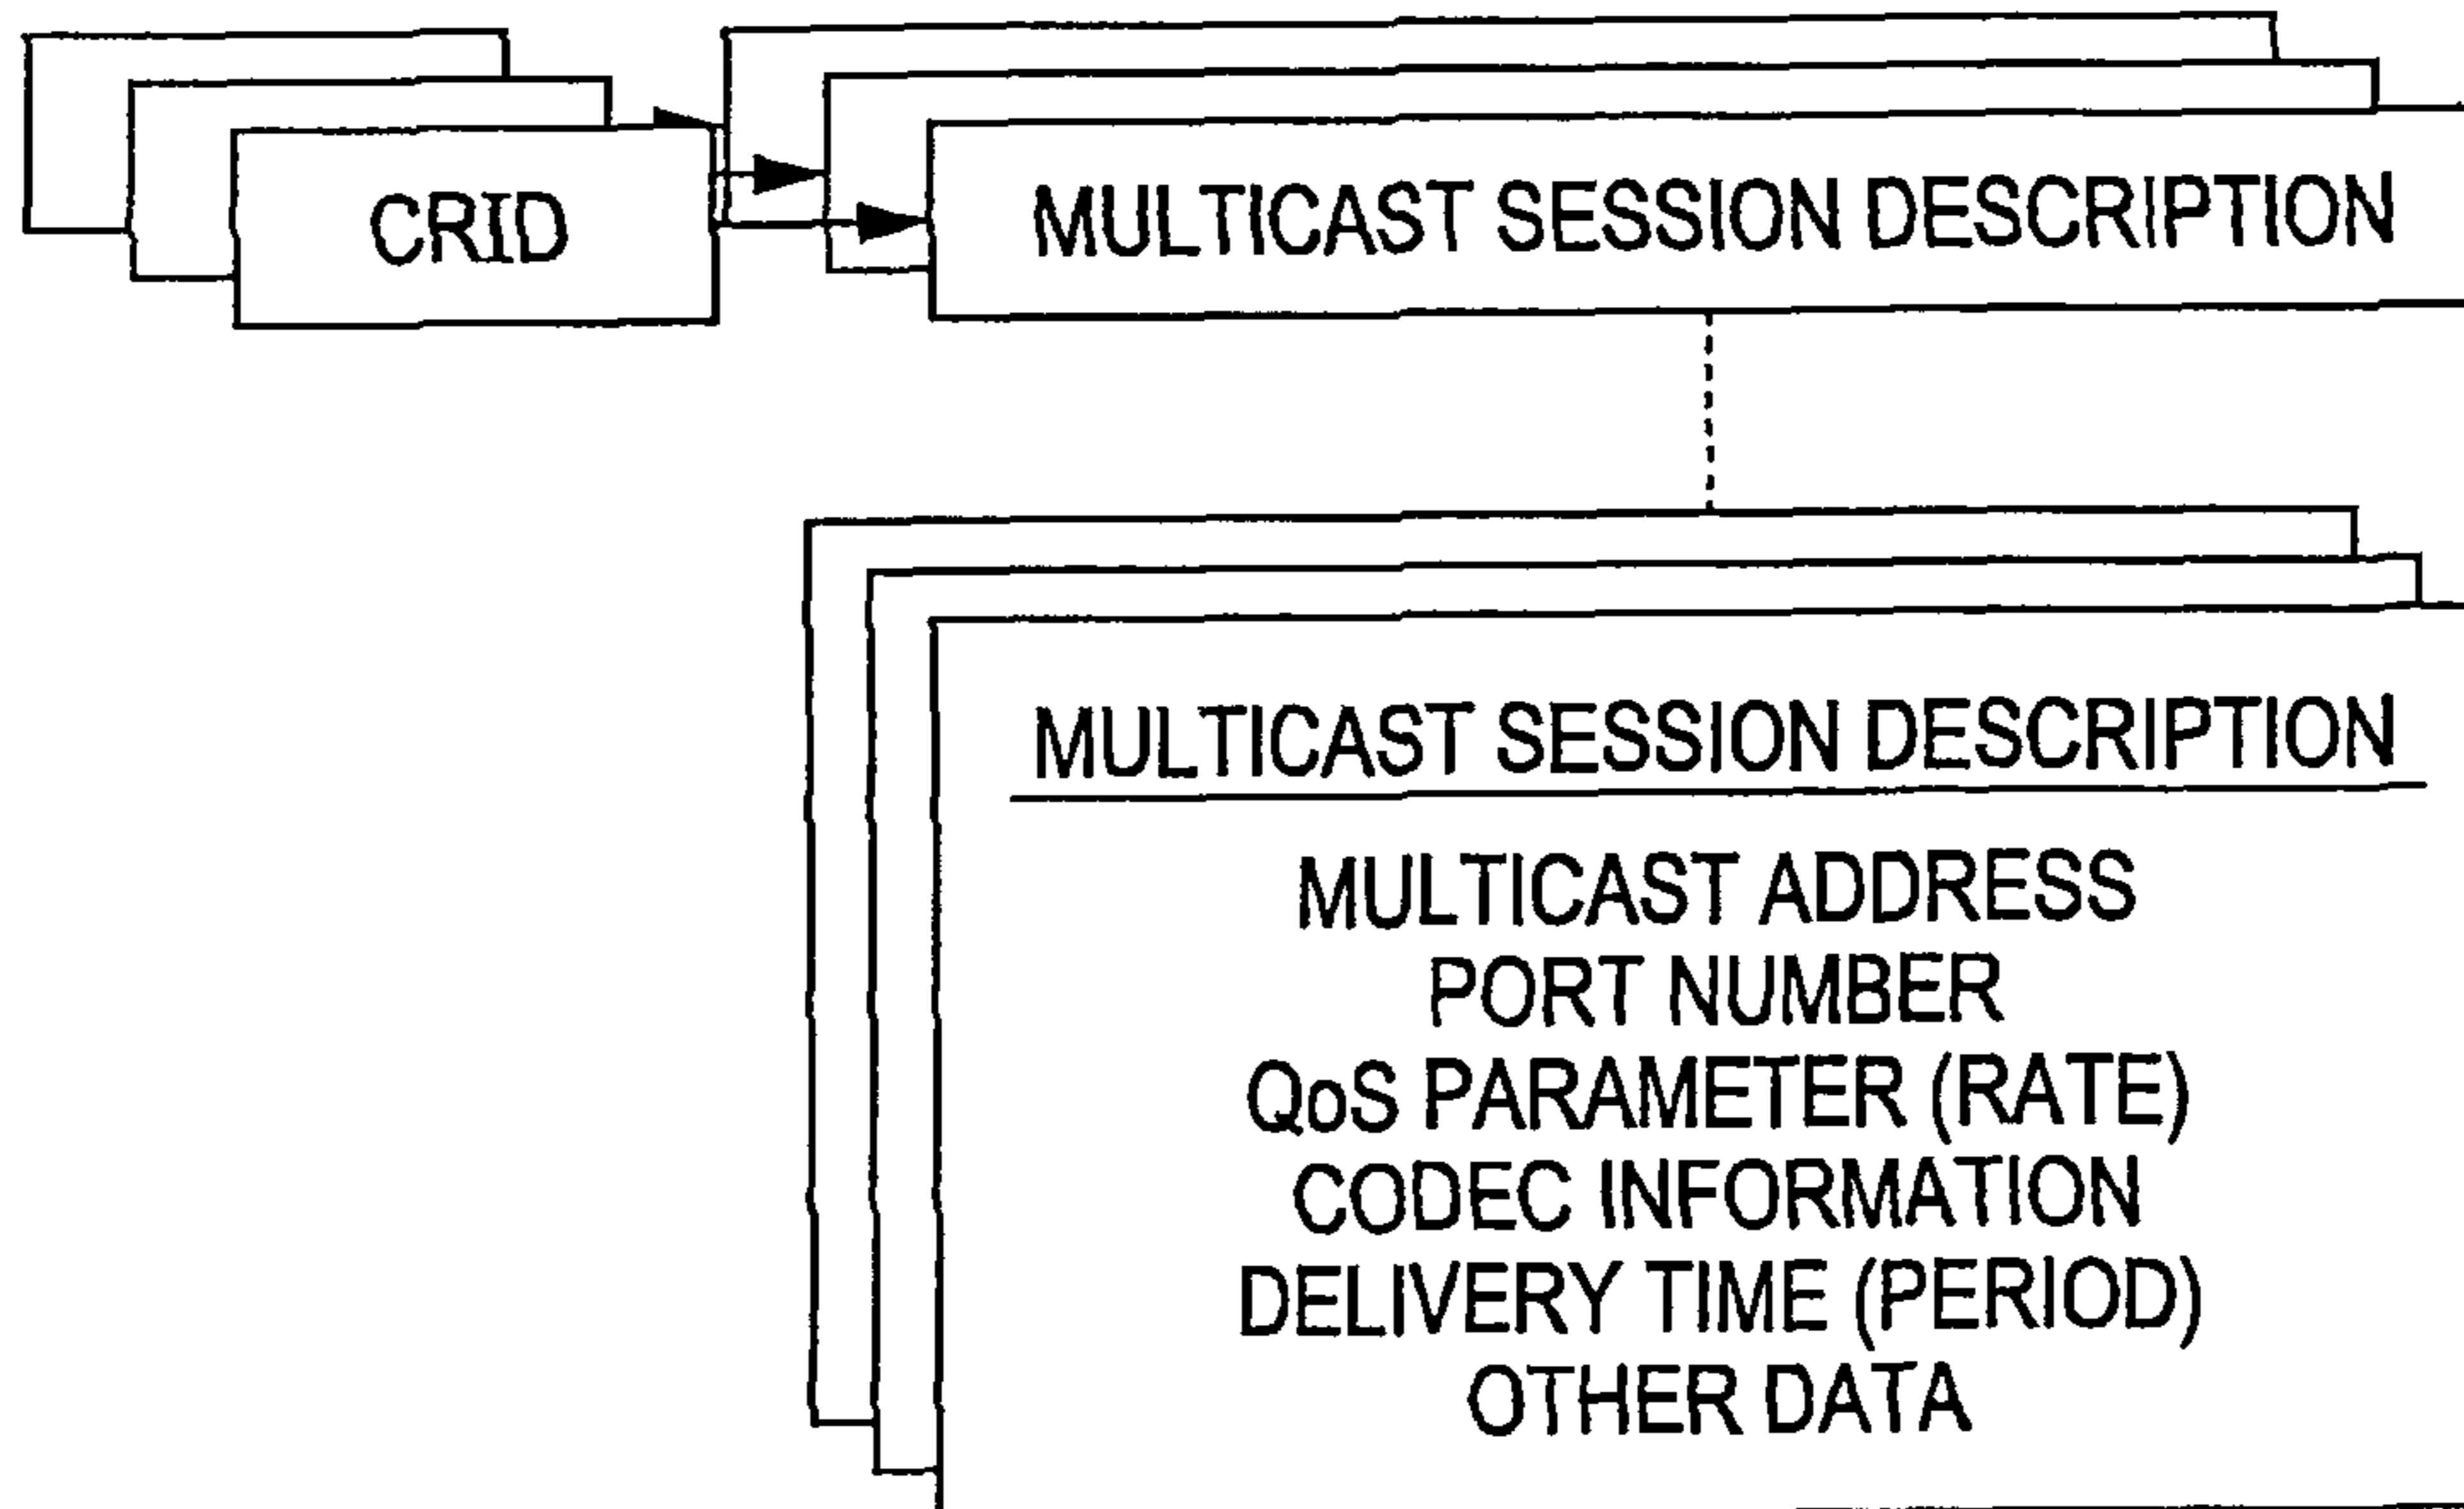 CRID
MULTICAST SESSION DESCRIPTION
MULTICAST SESSION DESCRIPTION
MULTICAST ADDRESS
PORT NUMBER
QoS PARAMETER (RATE)
CODEC INFORMATION
DELIVERY TIME (PERIOD)
OTHER DATA